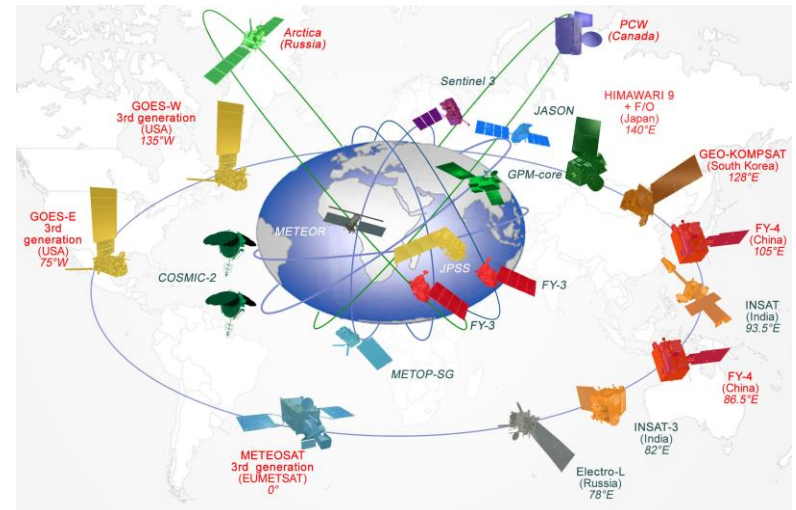 Arctica
(Russia)
PCW
(Canada)
Sentinel 3
GOES-W
3rd generation
(USA)
135°W
JASON
HIMAWARI 9
+ F/O
(Japan)
140°E
GEO-KOMPSAT
(South Korea)
128°E
GPM-core
GOES-E
3rd
generation
(USA)
75°W
METEOR
FY-4
(China)
105°E
COSMIC-2
JPSS
FY-3
INSAT
(India)
93.5°E
FY-3
METOP-SG
FY-4
(China)
86.5°E
INSAT-3
(India)
82°E
METEOSAT
3rd generation
(EUMETSAT)
0°
Electro-L
(Russia)
78°E